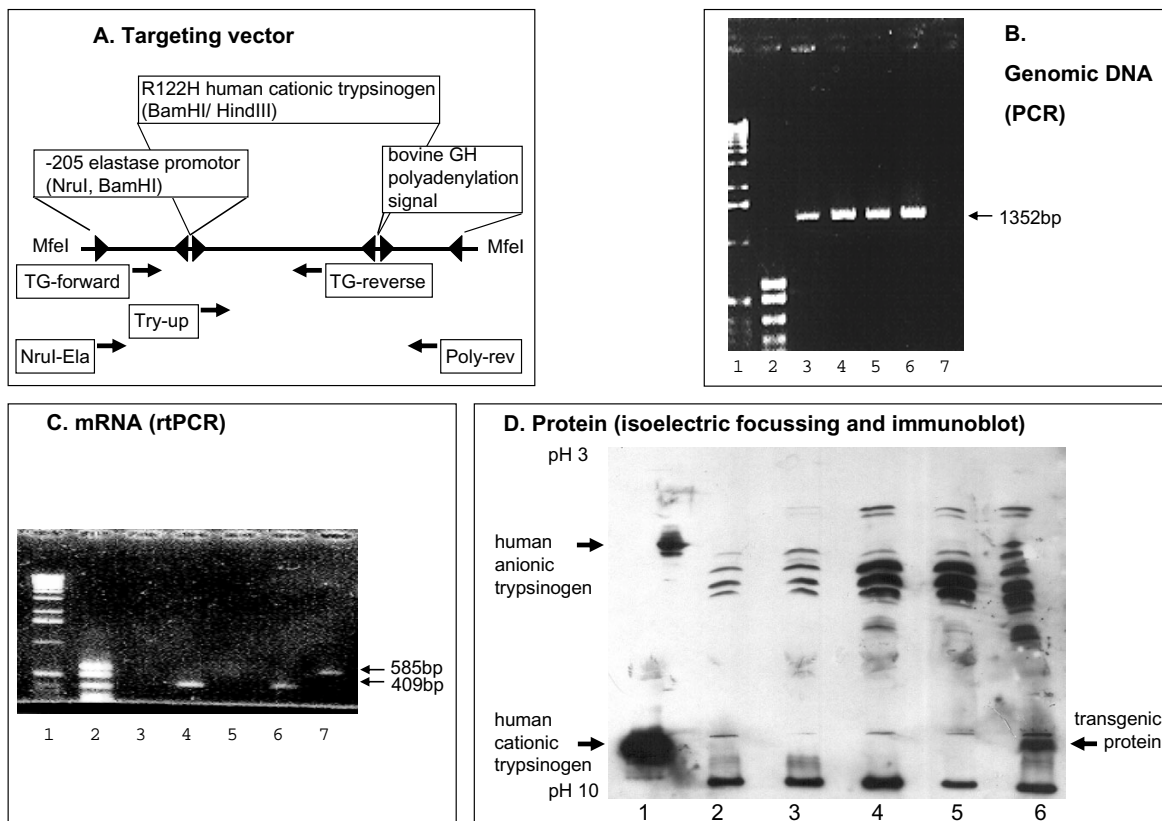 A. Targeting vector
R122H human cationic trypsinogen
(BamHI/ HindIII)
-205 elastase promotor
(NruI, BamHI)
bovine GH
polyadenylation
signal
MfeI
MfeI
TG-forward
TG-reverse
Try-up
NruI-Ela
Poly-rev
B.
Genomic DNA
(PCR)
1352bp
1 2 3 4 5 6 7
C. mRNA (rtPCR)
585bp
409bp
1 2 3 4 5 6 7
D. Protein (isoelectric focussing and immunoblot)
pH 3
human
anionic
trypsinogen
human
cationic
trypsinogen
transgenic
protein
pH 10
1 2 3 4 5 6